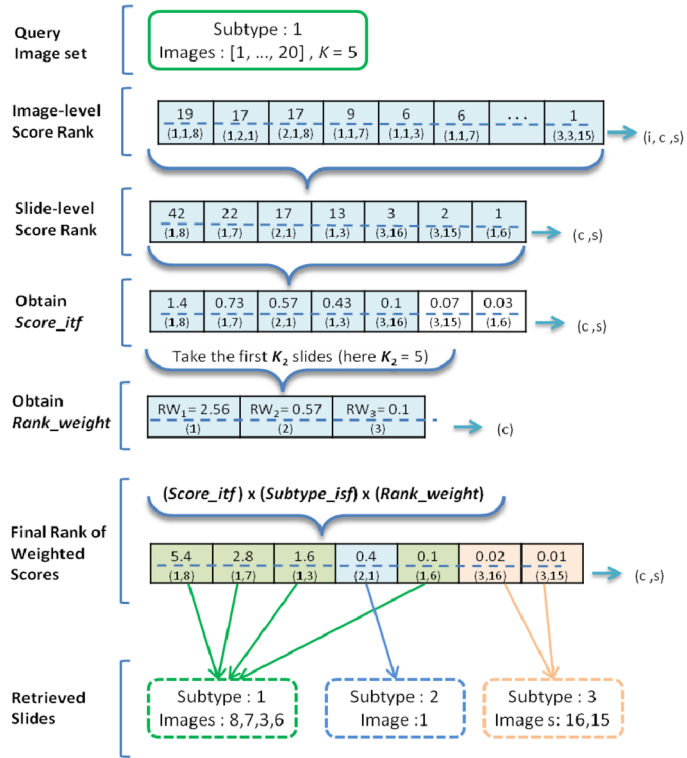 Query
Image set
Subtype : 1
Images : [1, ..., 20] , K = 5
Image-level
Score Rank
19 17 17 9 6 6 ... 1
(1,1,8) (1,2,1) (2,1,8) (1,1,7) (1,1,3) (1,1,7) (3,3,15)
(i, c ,s)
Slide-level
Score Rank
42 22 17 13 3 2 1
(1,8) (1,7) (2,1) (1,3) (3,16) (3,15) (1,6)
(c ,s)
Obtain
Score_itf
1.4 0.73 0.57 0.43 0.1 0.07 0.03
(1,8) (1,7) (2,1) (1,3) (3,16) (3,15) (1,6)
(c ,s)
Take the first K2 slides (here K2 = 5)
Obtain
Rank_weight
RW1= 2.56 RW2= 0.57 RW3= 0.1
(1) (2) (3)
(c)
(Score_itf) x (Subtype_isf) x (Rank_weight)
Final Rank of
Weighted
Scores
5.4 2.8 1.6 0.4 0.1 0.02 0.01
(1,8) (1,7) (1,3) (2,1) (1,6) (3,16) (3,15)
(c ,s)
Retrieved
Slides
Subtype : 1
Images : 8,7,3,6
Subtype : 2
Image :1
Subtype : 3
Image s: 16,15